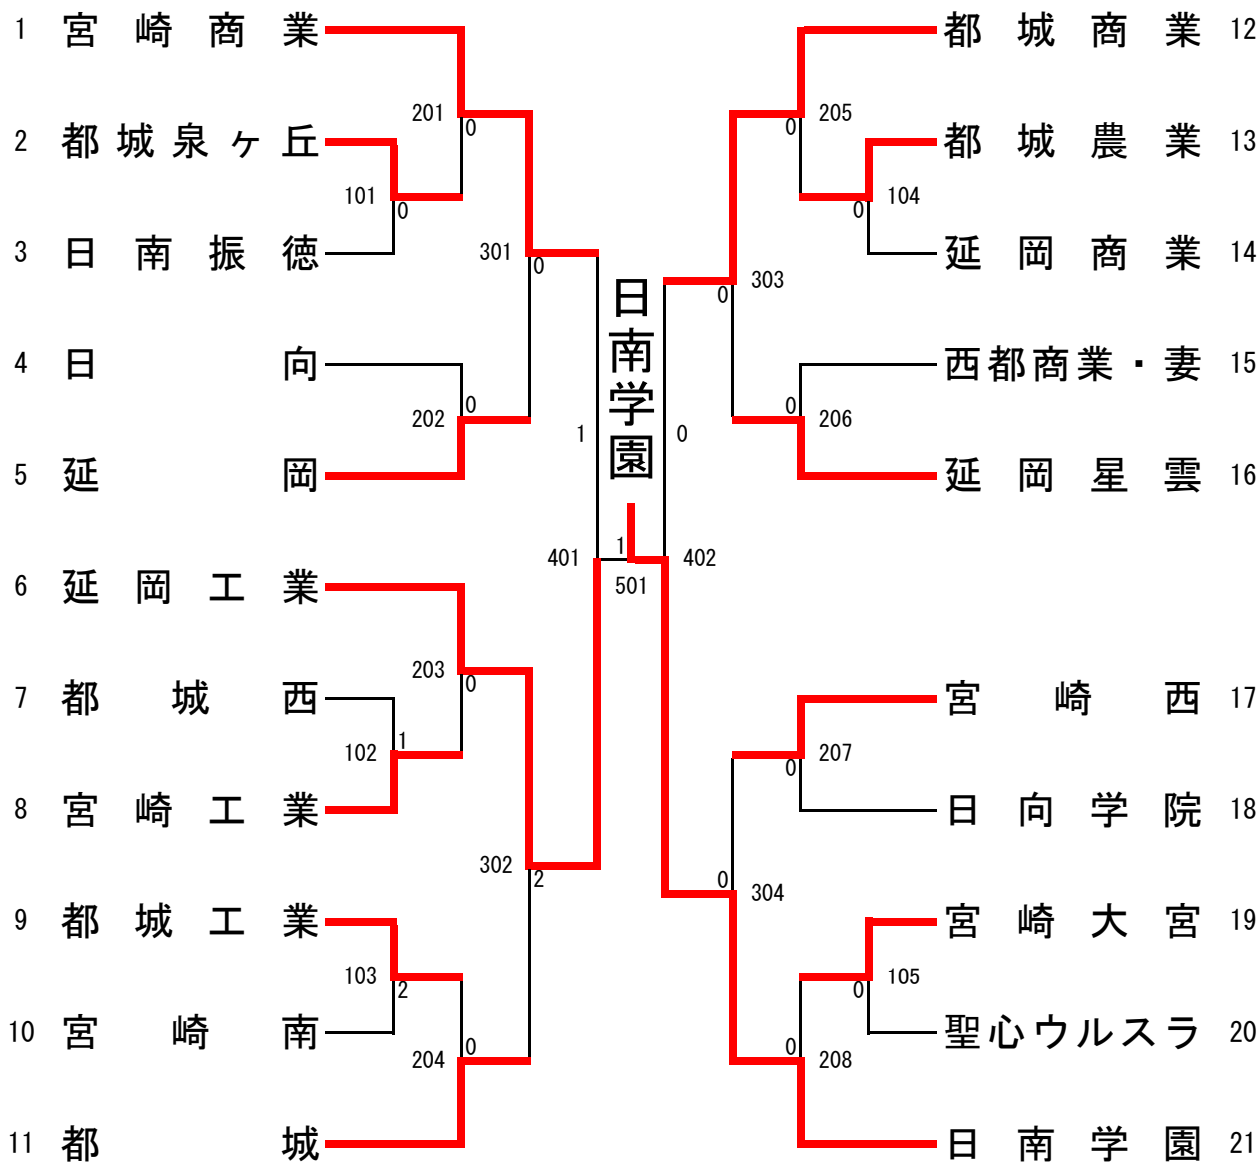 1 宮崎商業
2 都城泉ヶ丘
3 日南振徳
4 日向
5 延岡
6 延岡工業
7 都城西
8 宮崎工業
9 都城工業
10 宮崎南
11 都城
101
0
102
1
103
2
201
0
202
0
203
0
204
0
301
0
302
2
401
1
日南学園
1
501
402
0
303
0
304
0
205
0
206
0
207
0
208
0
104
0
105
0
都城商業 12
都城農業 13
延岡商業 14
西都商業・妻 15
延岡星雲 16
宮崎西 17
日向学院 18
宮崎大宮 19
聖心ウルスラ 20
日南学園 21